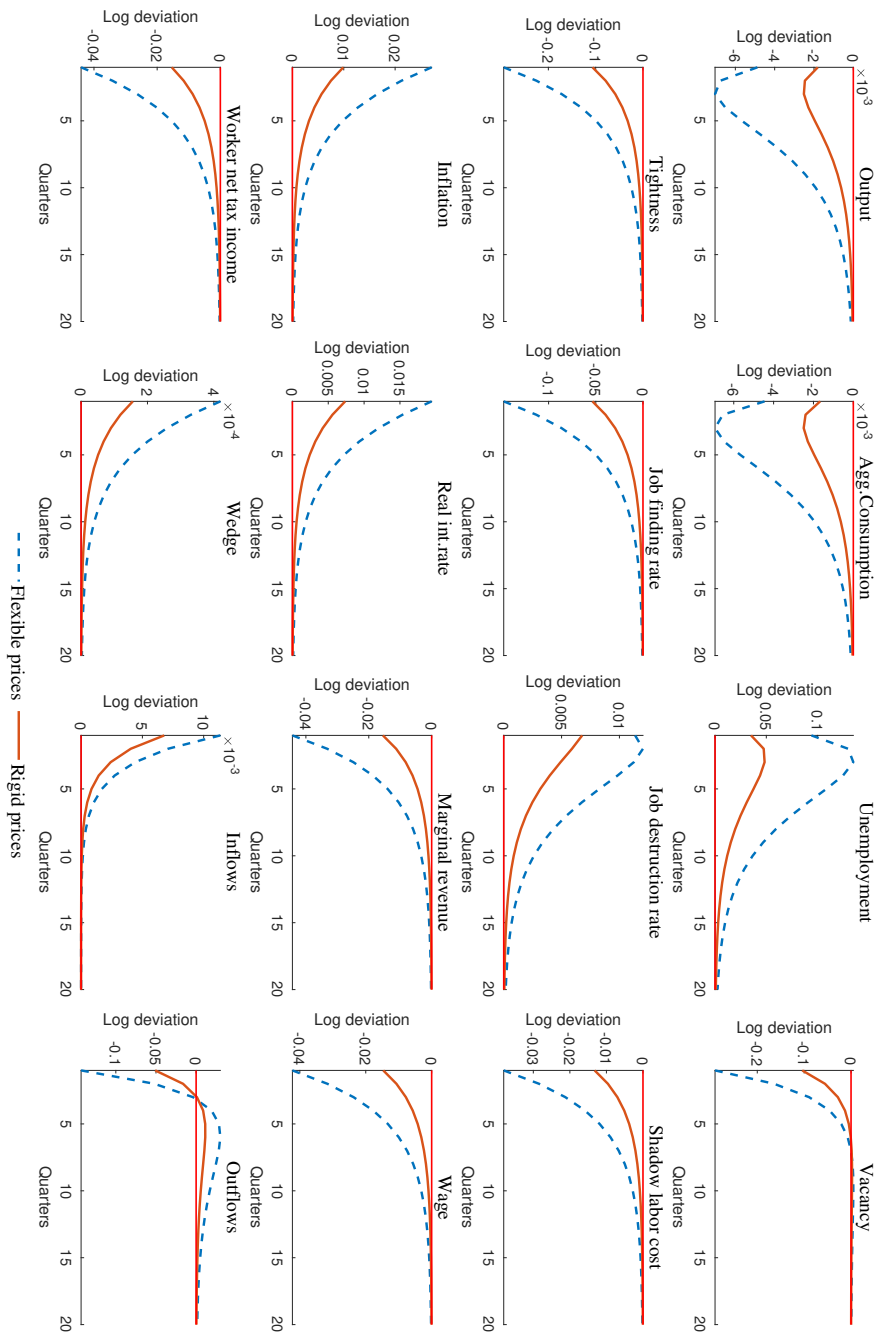 Output
×10⁻³
Log deviation
0
-2
-4
-6
5 10 15 20
Quarters
Agg.Consumption
×10⁻³
Log deviation
0
-2
-4
-6
5 10 15 20
Quarters
Unemployment
Log deviation
0.1
0.05
0
5 10 15 20
Quarters
Vacancy
Log deviation
0
-0.1
-0.2
5 10 15 20
Quarters
Tightness
Log deviation
0
-0.1
-0.2
5 10 15 20
Quarters
Job finding rate
Log deviation
0
-0.05
-0.1
5 10 15 20
Quarters
Job destruction rate
Log deviation
0.01
0.005
0
5 10 15 20
Quarters
Shadow labor cost
Log deviation
0
-0.01
-0.02
-0.03
5 10 15 20
Quarters
Inflation
Log deviation
0.02
0.01
0
5 10 15 20
Quarters
Real int.rate
Log deviation
0.015
0.01
0.005
0
5 10 15 20
Quarters
Marginal revenue
Log deviation
0
-0.02
-0.04
5 10 15 20
Quarters
Wage
Log deviation
0
-0.02
-0.04
5 10 15 20
Quarters
Worker net tax income
Log deviation
0
-0.02
-0.04
5 10 15 20
Quarters
Wedge
×10⁻⁴
Log deviation
4
2
0
5 10 15 20
Quarters
Inflows
×10⁻³
Log deviation
10
5
0
5 10 15 20
Quarters
Outflows
Log deviation
0
-0.05
-0.1
5 10 15 20
Quarters
Flexible prices Rigid prices